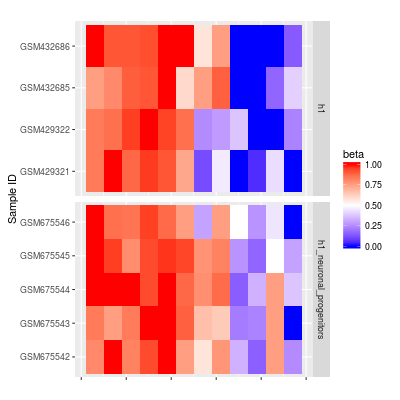 Sample ID
GSM432686
GSM432685
GSM429322
GSM429321
h1
GSM675546
GSM675545
GSM675544
GSM675543
GSM675542
h1_neuronal_progenitors
beta
1.00
0.75
0.50
0.25
0.00